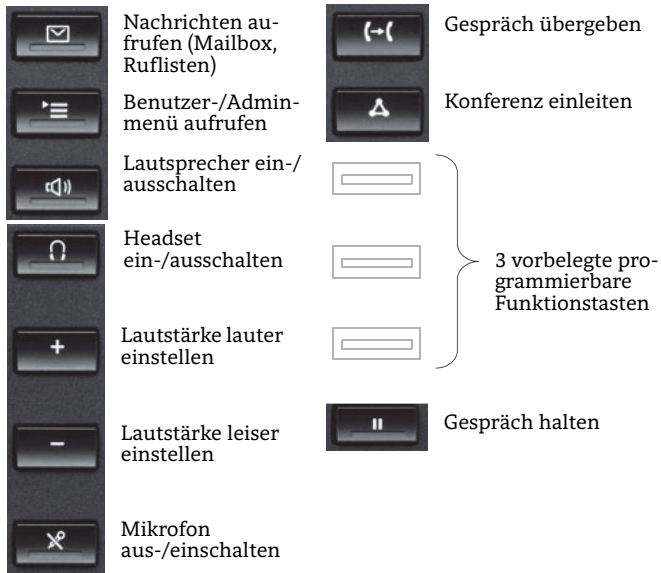 Nachrichten au-
frufen (Mailbox,
Ruflisten)
Benutzer-/Admin-
menü aufrufen
Lautsprecher ein-/
ausschalten
Headset
ein-/ausschalten
Lautstärke lauter
einstellen
Lautstärke leiser
einstellen
Mikrofon
aus-/einschalten
Gespräch übergeben
Konferenz einleiten
3 vorbelegte pro-
grammierbare
Funktionstasten
Gespräch halten